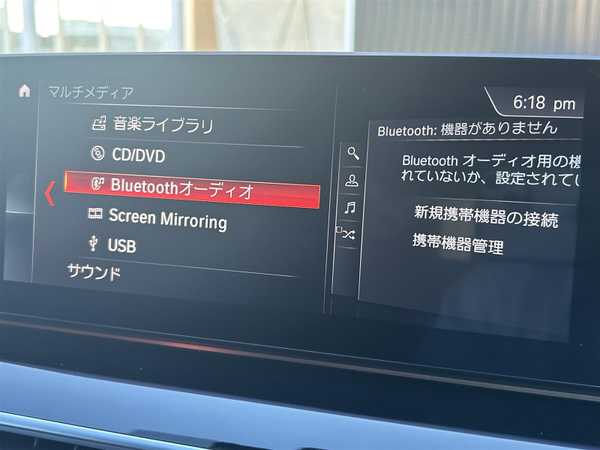 マルチメディア
音楽ライブラリ
CD/DVD
Bluetoothオーディオ
Screen Mirroring
USB
サウンド
6:18 pm
Bluetooth: 機器がありません
Bluetooth オーディオ用の機
れていないか、設定されてい
新規携帯機器の接続
携帯機器管理